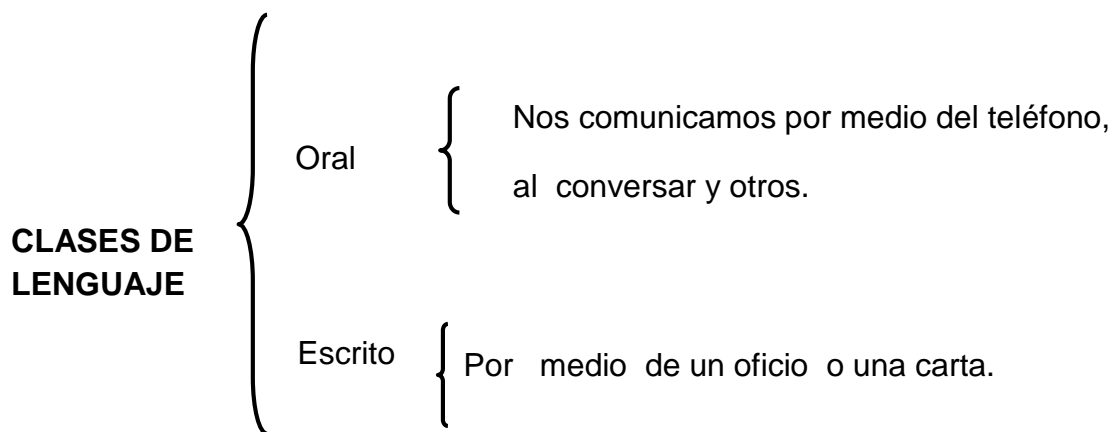 Nos comunicamos por medio del teléfono,
Oral
al conversar y otros.
CLASES DE
LENGUAJE
Escrito
Por medio de un oficio o una carta.